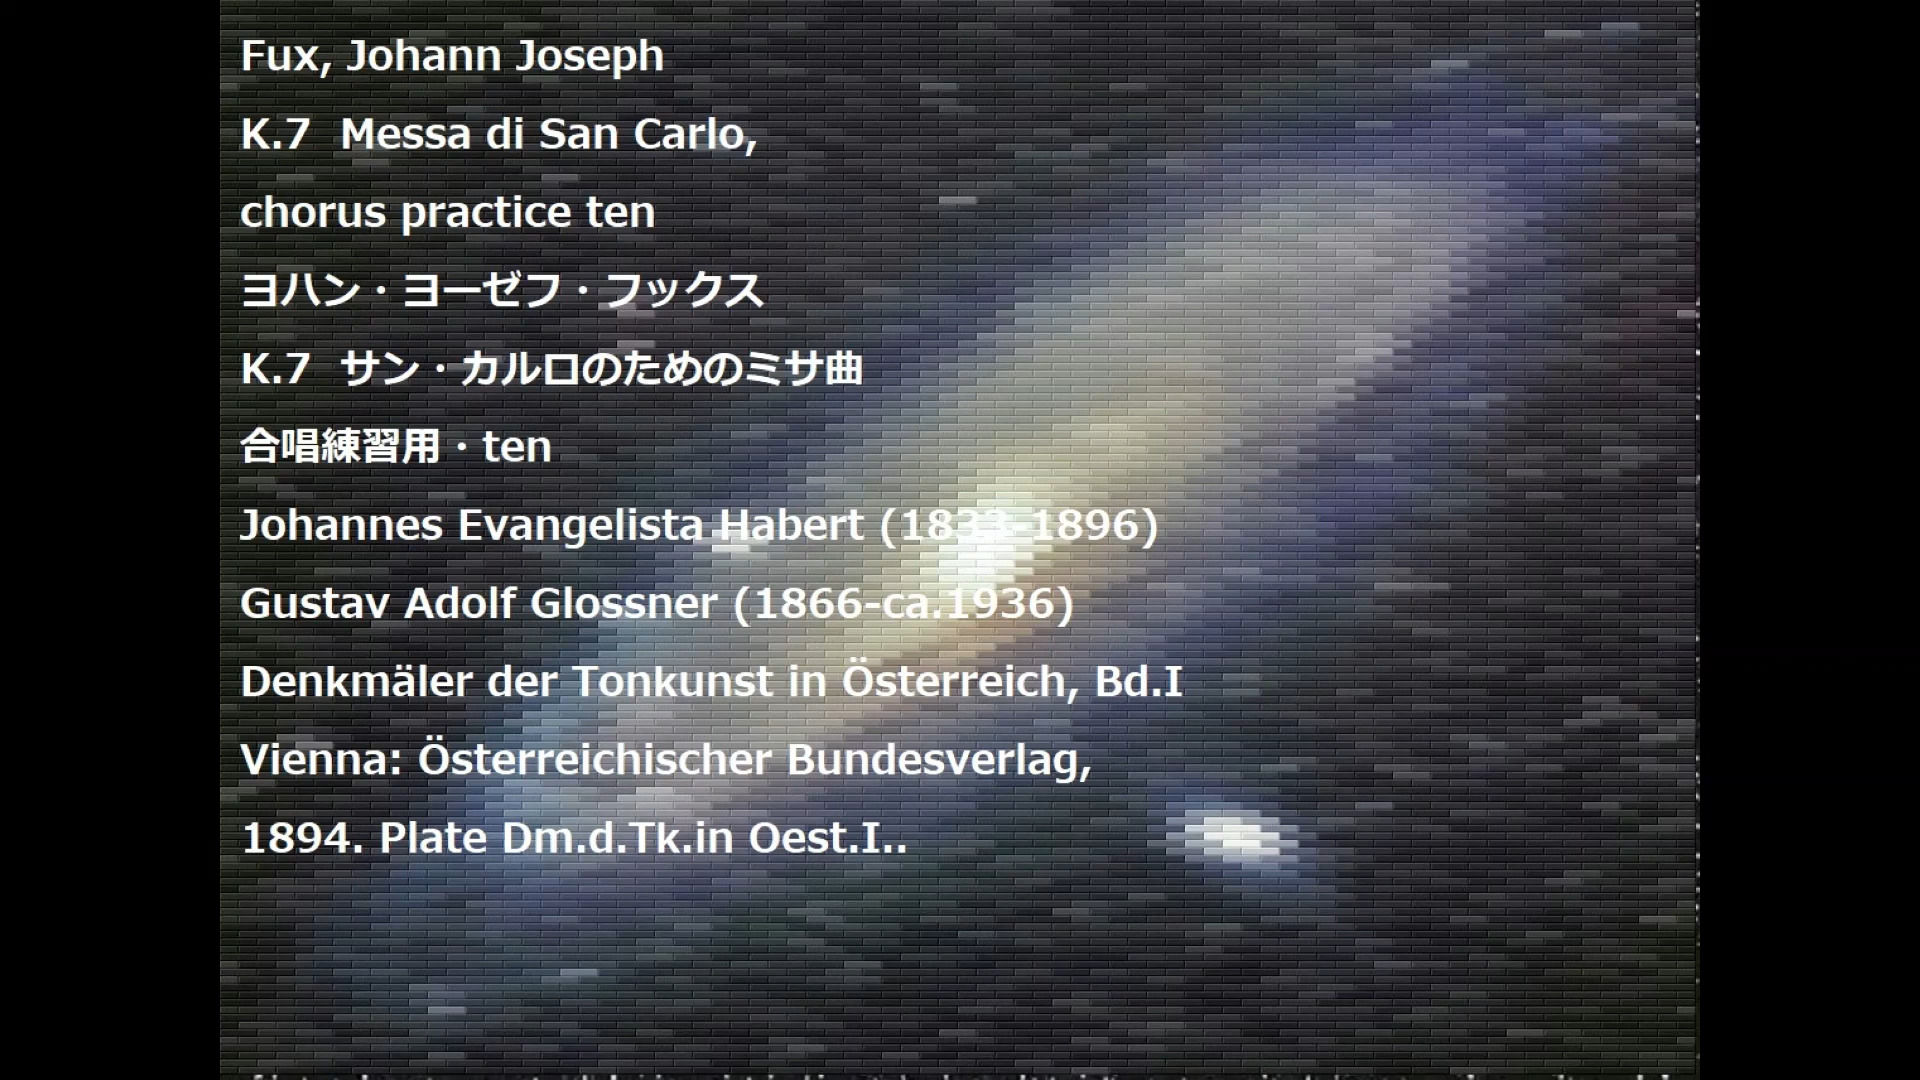 Fux, Johann Joseph
K.7 Messa di San Carlo,
chorus practice ten
ヨハン・ヨーゼフ・フックス
K.7 サン・カルロのためのミサ曲
合唱練習用・ten
Johannes Evangelista Habert (1833-1896)
Gustav Adolf Glossner (1866-ca.1936)
Denkmäler der Tonkunst in Österreich, Bd.I
Vienna: Österreichischer Bundesverlag,
1894. Plate Dm.d.Tk.in Oest.I..